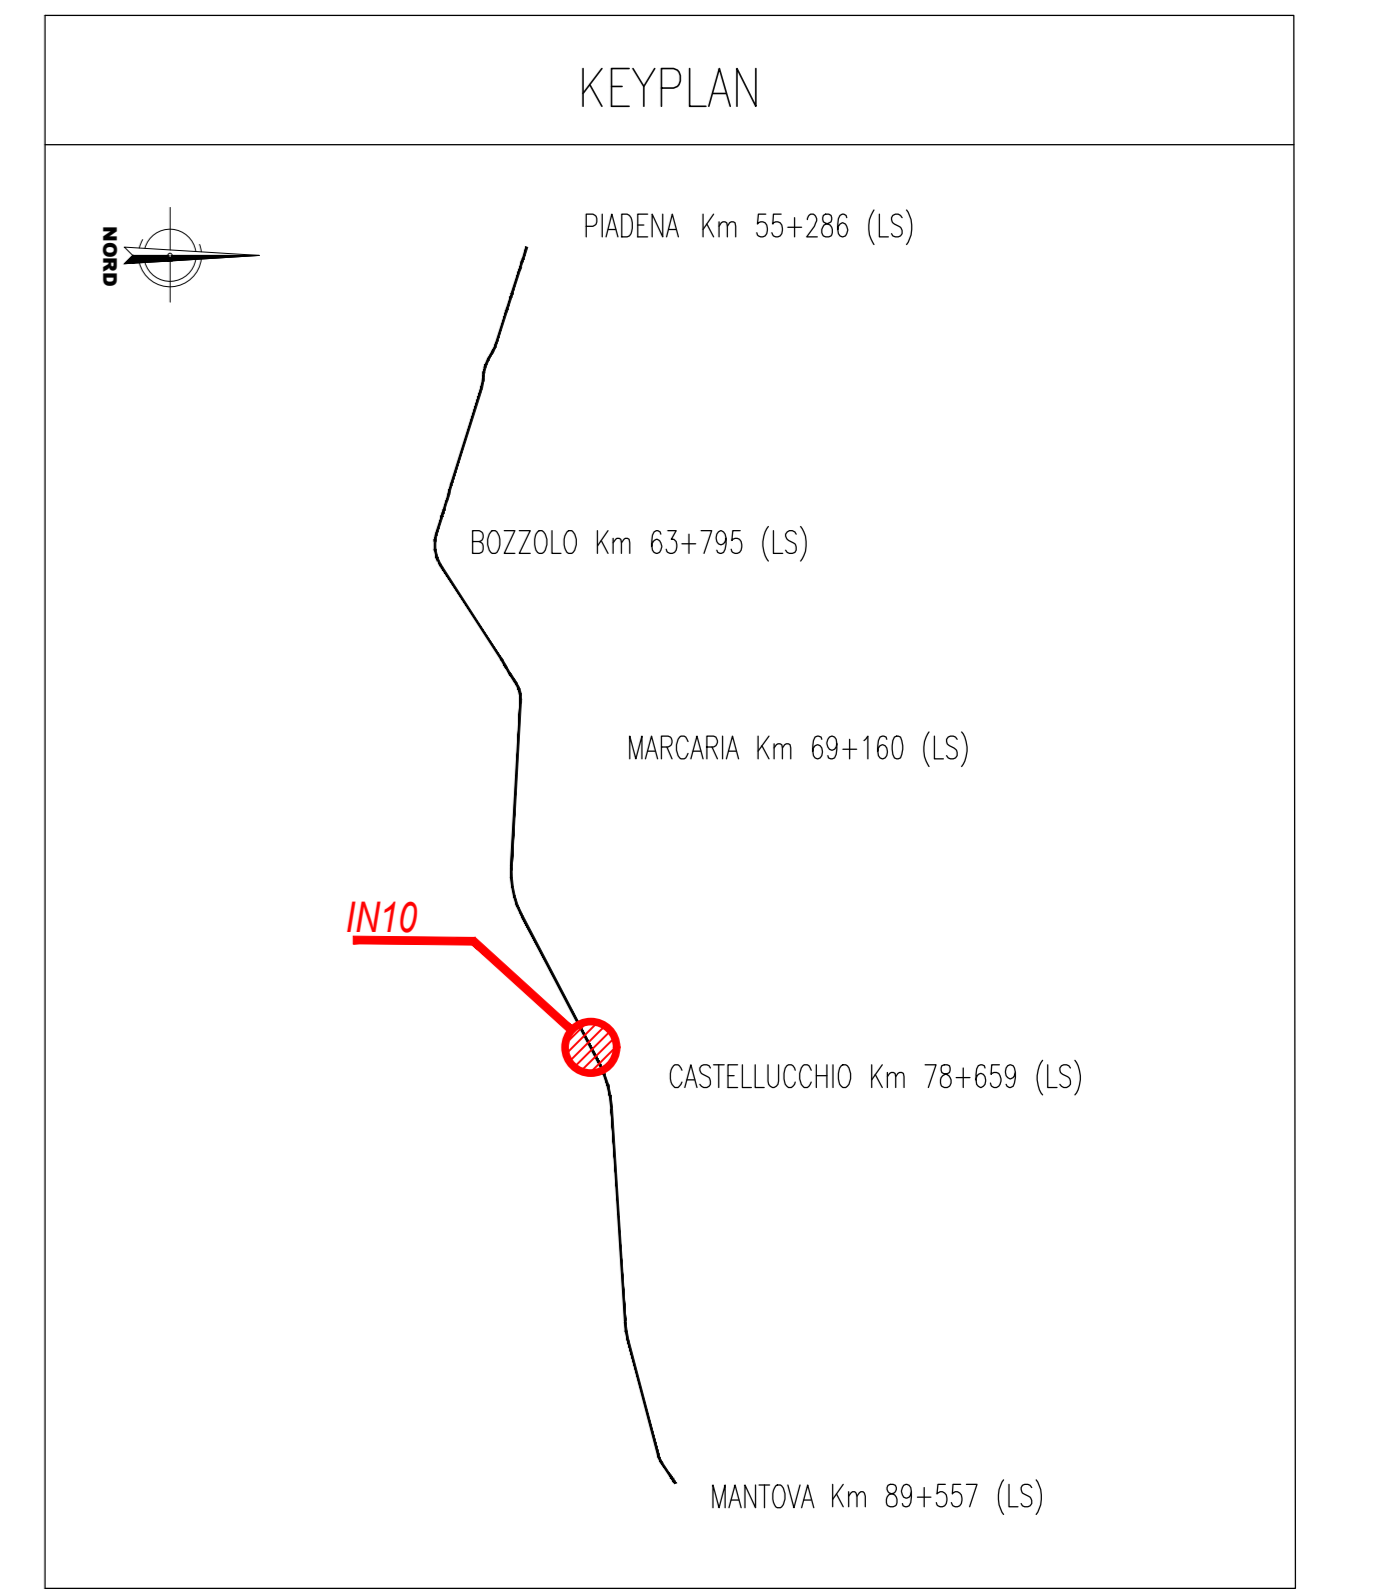 KEYPLAN
NORD
PIADENA Km 55+286 (LS)
BOZZOLO Km 63+795 (LS)
MARCARIA Km 69+160 (LS)
IN10
CASTELLUCCHIO Km 78+659 (LS)
MANTOVA Km 89+557 (LS)